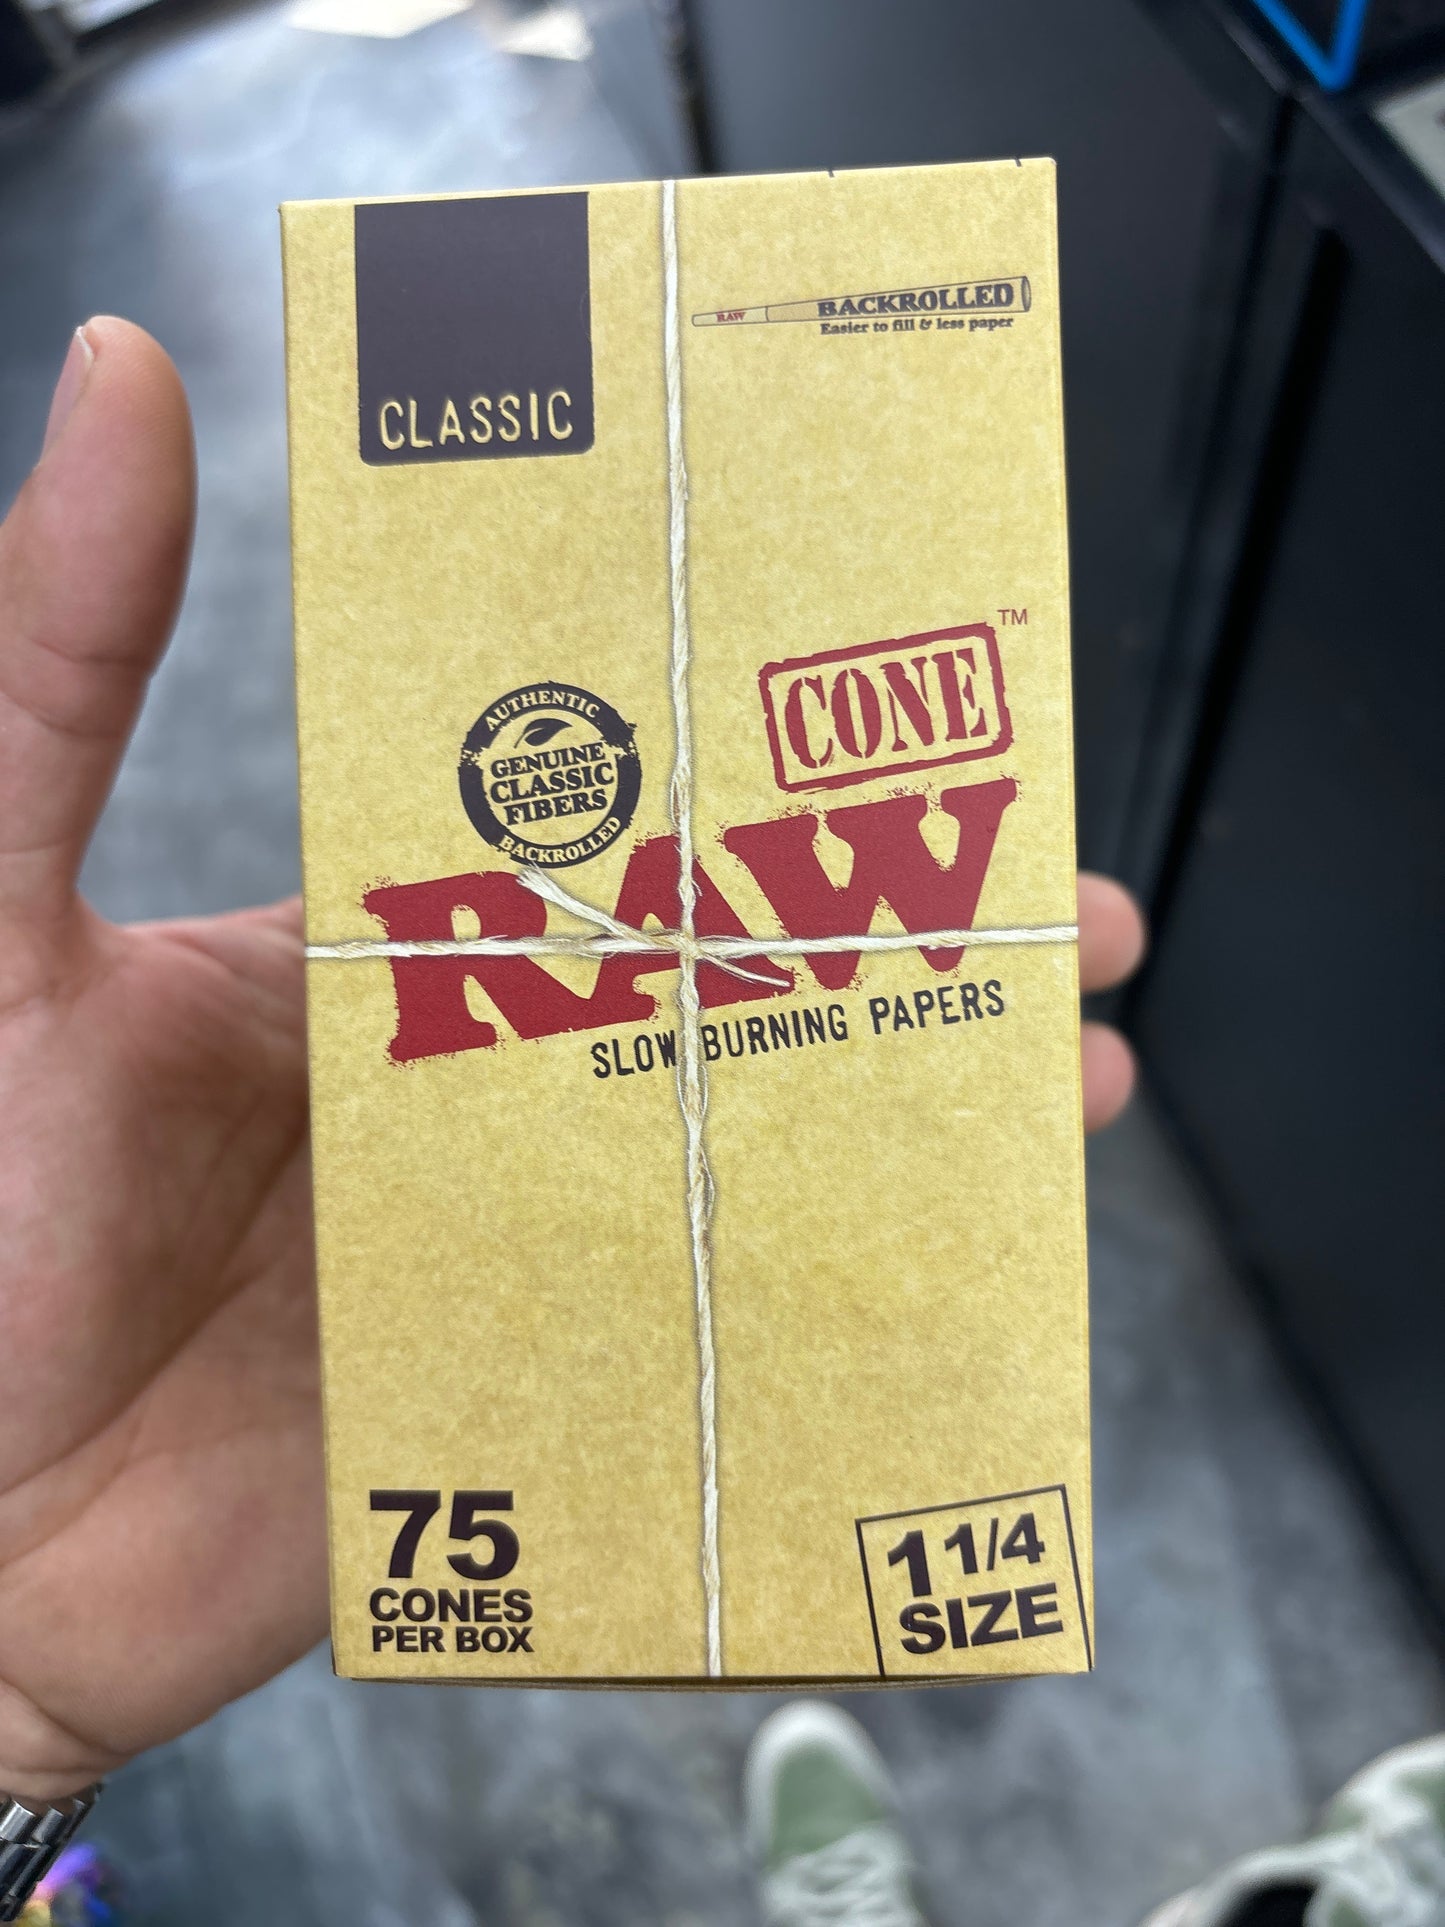 CLASSIC
RAW
BACKROLLED
Easier to fill & less paper
CONE
TM
AUTHENTIC
GENUINE
CLASSIC
FIBERS
BACKROLLED
RAW
SLOW BURNING PAPERS
75
CONES
PER BOX
1 1/4
SIZE